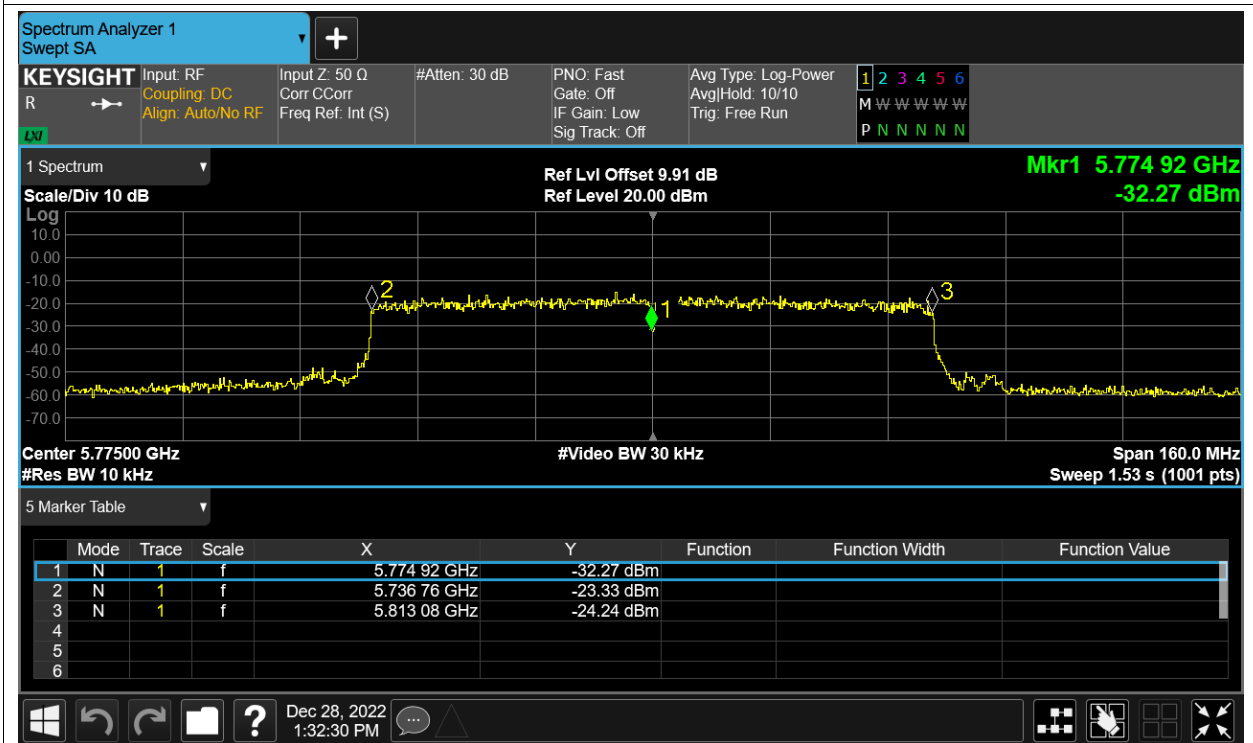 Spectrum Analyzer 1
Swept SA
+
KEYSIGHT Input: RF Input Z: 50 Ω #Atten: 30 dB PNO: Fast Avg Type: Log-Power 1 2 3 4 5 6
R Coupling: DC Corr CCorr Gate: Off Avg|Hold: 10/10 M W W W W W
Align: Auto/No RF Freq Ref: Int (S) IF Gain: Low Trig: Free Run
LXI Sig Track: Off P N N N N N
1 Spectrum Ref Lvl Offset 9.91 dB Mkr1 5.774 92 GHz
Scale/Div 10 dB Ref Level 20.00 dBm -32.27 dBm
Log
10.0
0.00
-10.0
2 3
-20.0
1
-30.0
-40.0
-50.0
-60.0
-70.0
Center 5.77500 GHz #Video BW 30 kHz Span 160.0 MHz
#Res BW 10 kHz Sweep 1.53 s (1001 pts)
5 Marker Table
Mode Trace Scale X Y Function Function Width Function Value
1 N 1 f 5.774 92 GHz -32.27 dBm
2 N 1 f 5.736 76 GHz -23.33 dBm
3 N 1 f 5.813 08 GHz -24.24 dBm
4
5
6
? Dec 28, 2022
1:32:30 PM